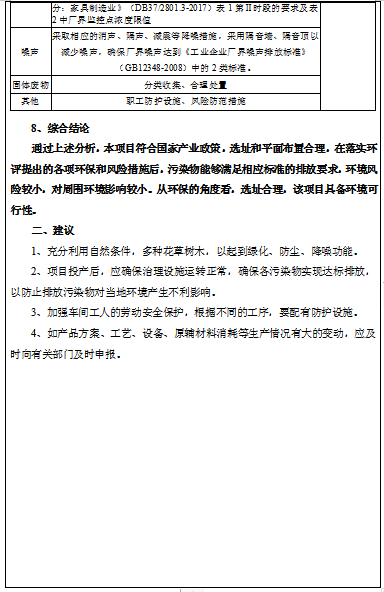 分：家具制造业》（DB37/2801.3-2017）表 1 第Ⅱ时段的要求及表
2 中厂界监控点浓度限值
噪声
采取相应的消声、隔声、减震等降噪措施，采用隔音墙、隔音顶以
减少噪声，确保厂界噪声达到《工业企业厂界噪声排放标准》
（GB12348-2008）中的 2 类标准。
固体废物
分类收集、合理处置
其他
职工防护设施、风险防范措施
8、综合结论
通过上述分析，本项目符合国家产业政策，选址和平面布置合理，在落实环
评提出的各项环保和风险措施后，污染物能够满足相应标准的排放要求，环境风
险较小，对周围环境影响较小。从环保的角度看，选址合理，该项目具备环境可
行性。
二、建议
1、充分利用自然条件，多种花草树木，以起到绿化、防尘、降噪功能。
2、项目投产后，应确保治理设施运转正常，确保各污染物实现达标排放，
以防止排放污染物对当地环境产生不利影响。
3、加强车间工人的劳动安全保护，根据不同的工序，要配有防护设施。
4、如产品方案、工艺、设备、原辅材料消耗等生产情况有大的变动，应及
时向有关部门及时申报。